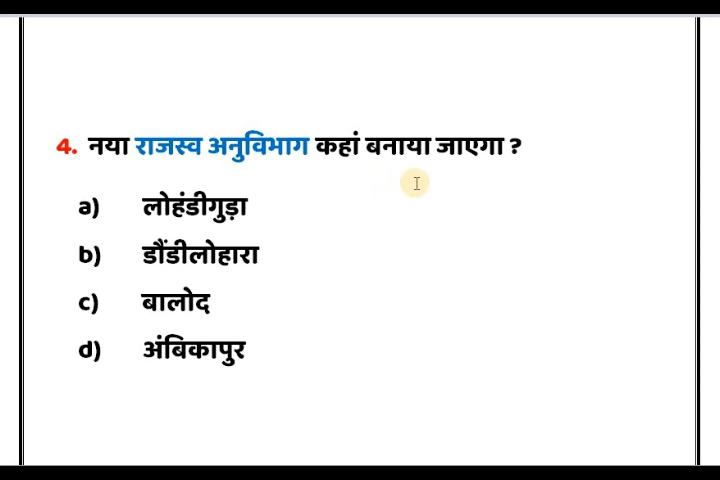 4. नया राजस्व अनुविभाग कहां बनाया जाएगा ?
a) लोहंडीगुड़ा
b) डौंडीलोहारा
c) बालोद
d) अंबिकापुर